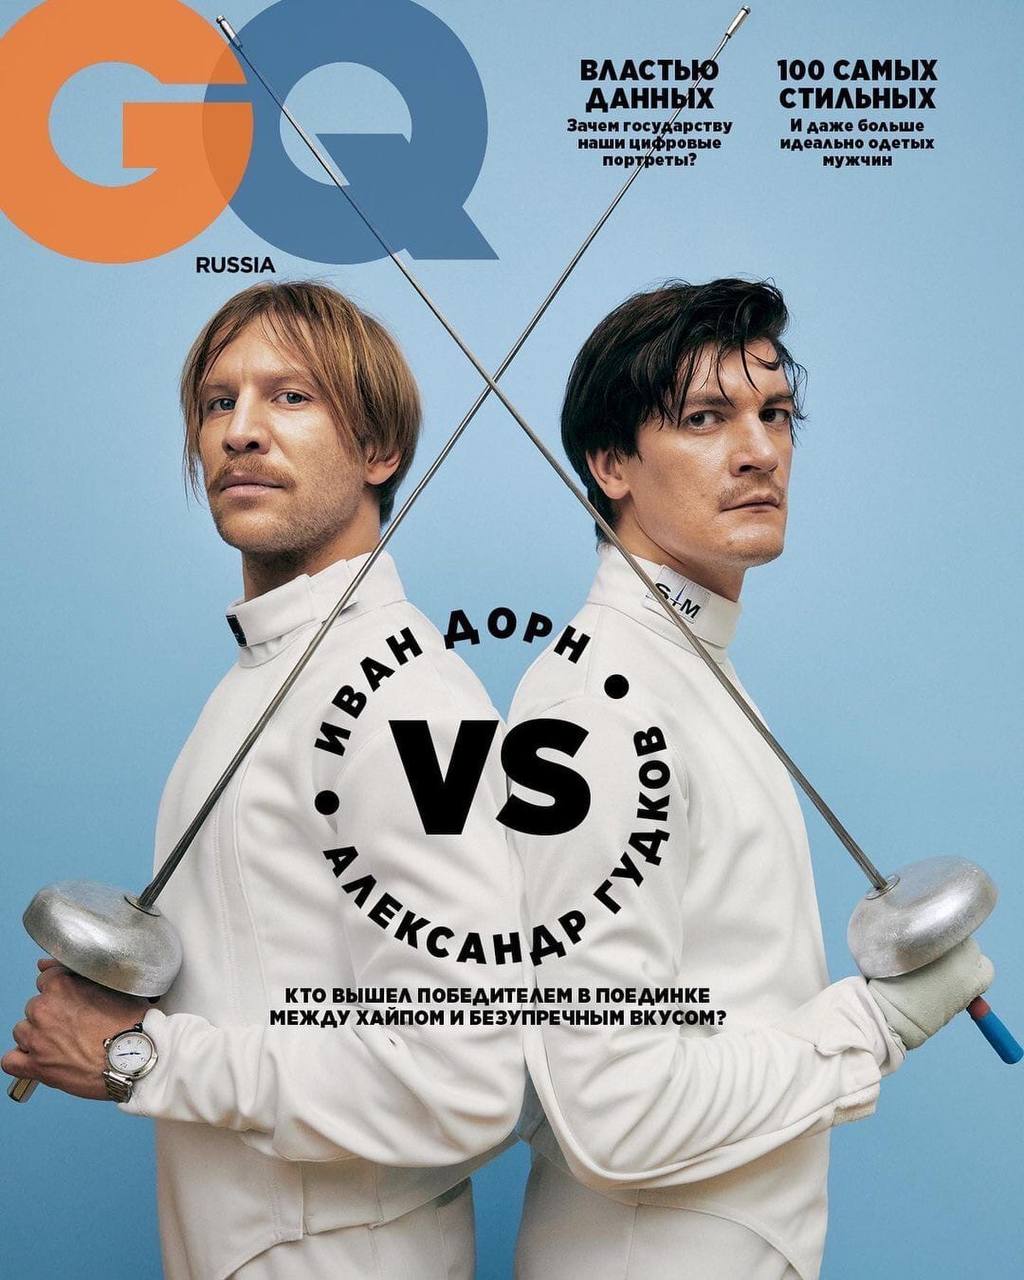 GQ
RUSSIA
ВЛАСТЬЮ
ДАННЫХ
Зачем государству
наши цифровые
портреты?
100 САМЫХ
СТИЛЬНЫХ
И даже больше
идеально одетых
мужчин
S+M
ИВАН ДОРН
VS
АЛЕКСАНДР ГУДКОВ
КТО ВЫШЕЛ ПОБЕДИТЕЛЕМ В ПОЕДИНКЕ
МЕЖДУ ХАЙПОМ И БЕЗУПРЕЧНЫМ ВКУСОМ?